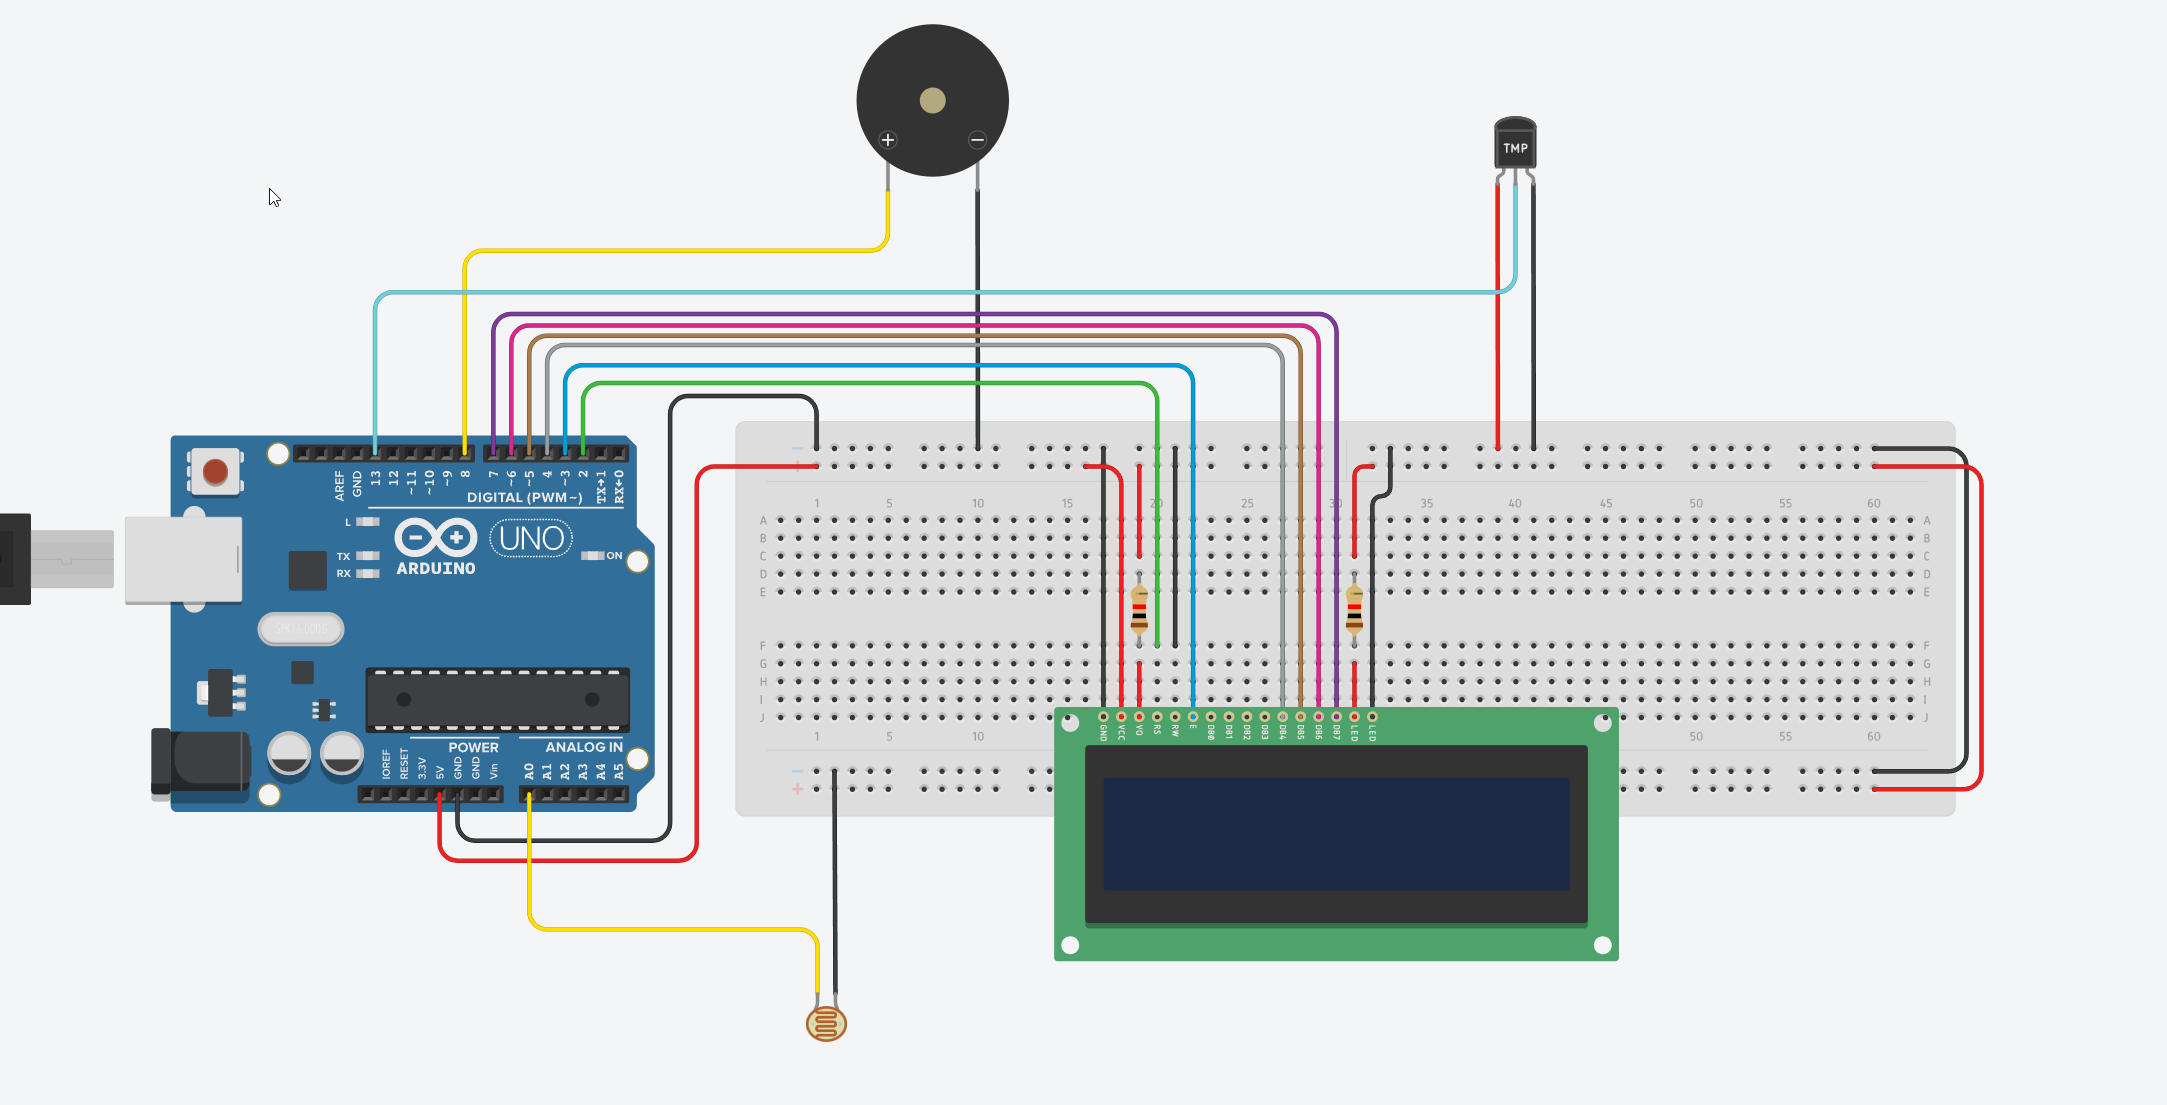 + −
TMP
AREF
GND
13
12
~11
~10
~9
8
7
~6
~5
4
~3
2
TX→1
RX←0
DIGITAL (PWM~)
L
TX
RX
ARDUINO
UNO
ON
SPK16.000G
POWER
ANALOG IN
IOREF
RESET
3.3V
5V
GND
GND
Vin
A0
A1
A2
A3
A4
A5
−
+
1 5 10 15 20 25 30 35 40 45 50 55 60
A A
B B
C C
D D
E E
F F
G G
H H
I I
J J
GND VCC VO RS RW E DB0 DB1 DB2 DB3 DB4 DB5 DB6 DB7 LED LED
1 5 10 50 55 60
−
+